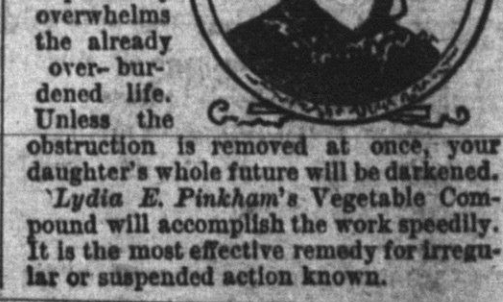 overwhelms
the already
over- bur-
dened life.
Unless the
obstruction is removed at once, your
daughter's whole future will be darkened.
'Lydia E. Pinkham's Vegetable Com-
pound will accomplish the work speedily.
It is the most effective remedy for irregu-
lar or suspended action known.